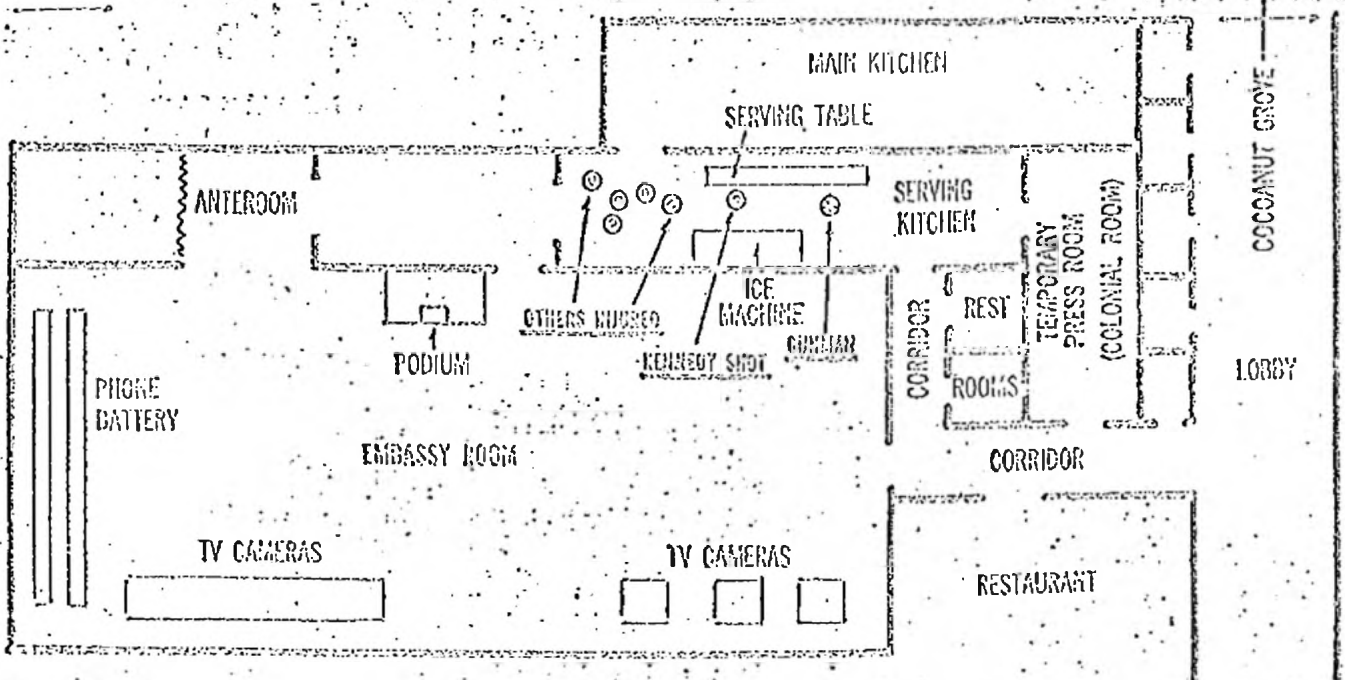 MAIN KITCHEN
SERVING TABLE
COCOANUT GROVE
ANTEROOM
SERVING
KITCHEN
TEMPORARY
PRESS ROOM
(COLONIAL ROOM)
OTHERS INJURED
ICE
MACHINE
KENNEDY SHOT
GUNMAN
CORRIDOR
REST
ROOMS
LOBBY
PODIUM
PHONE
BATTERY
EMBASSY ROOM
CORRIDOR
TV CAMERAS
TV CAMERAS
RESTAURANT